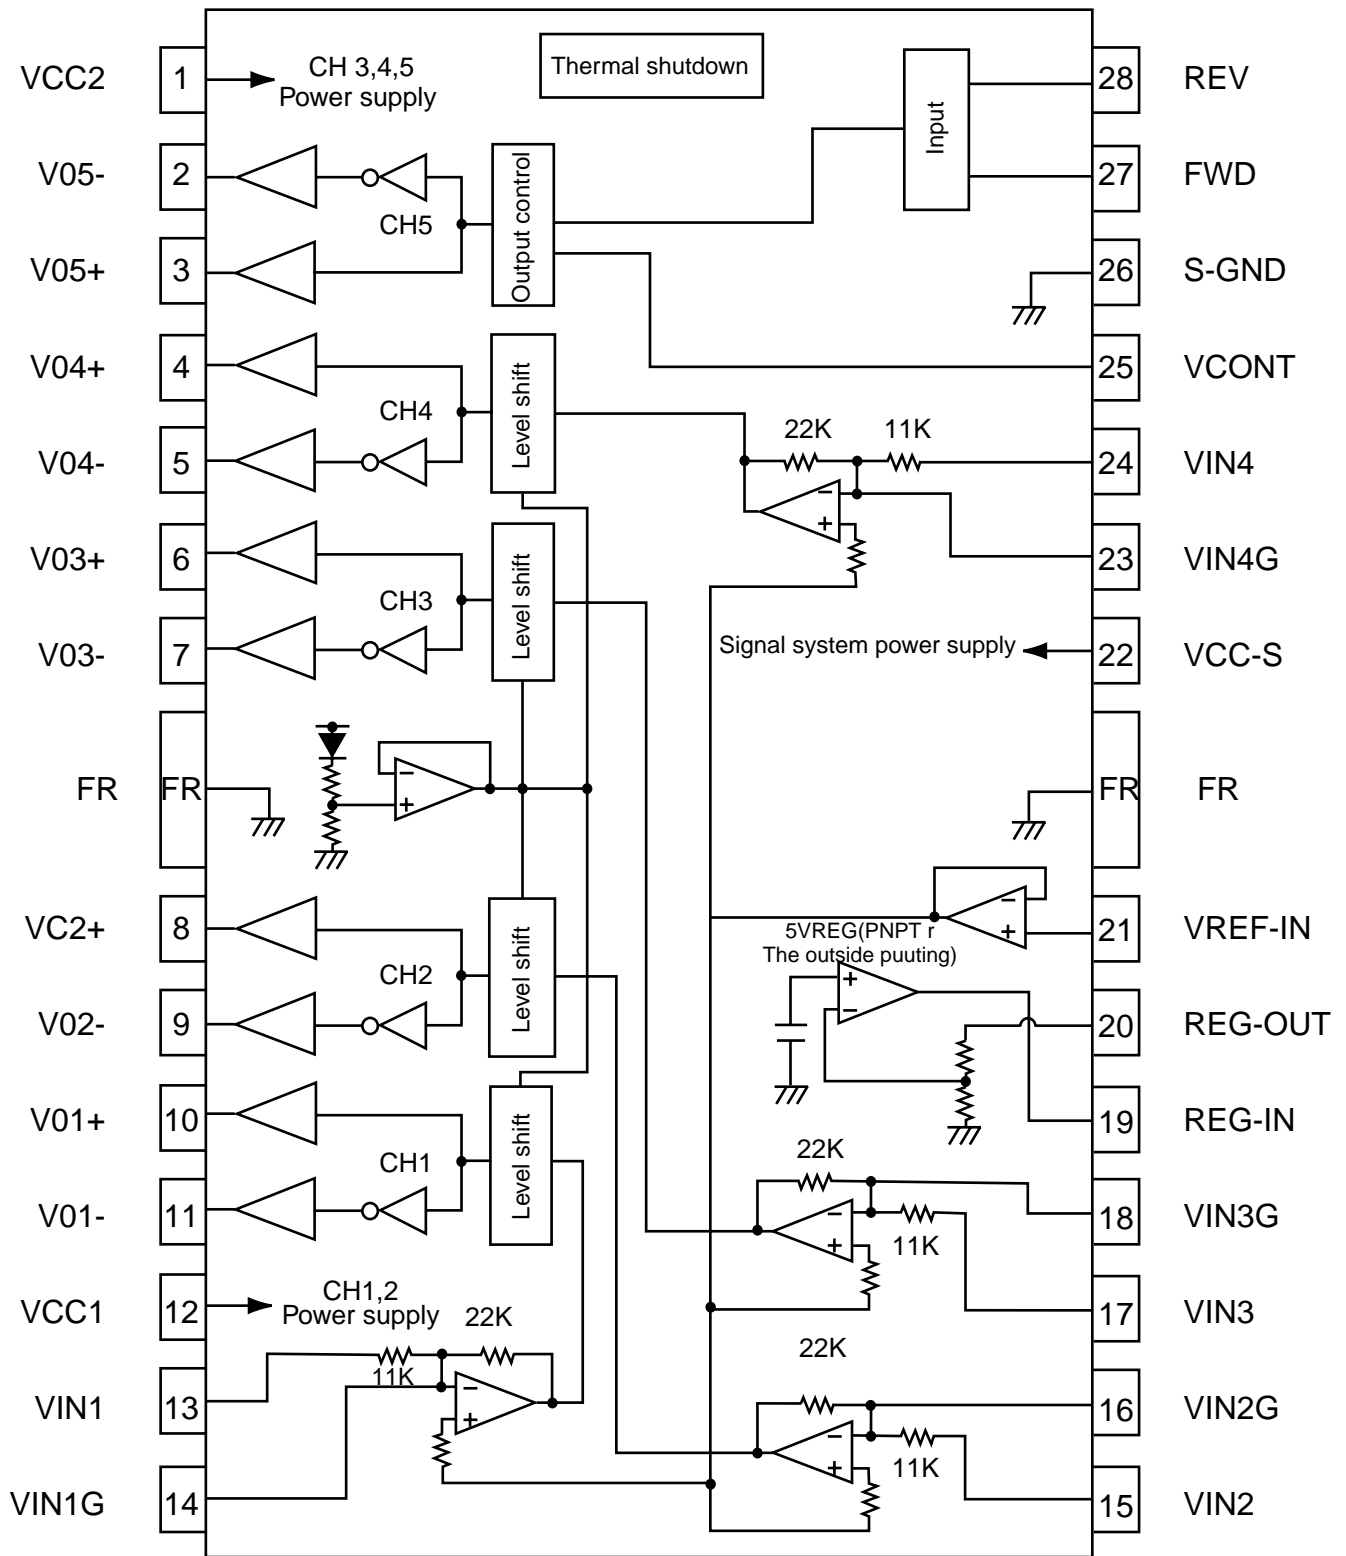 VCC2
1
CH 3,4,5
Power supply
Thermal shutdown
Input
28
REV
V05-
2
CH5
Output control
27
FWD
V05+
3
26
S-GND
V04+
4
CH4
Level shift
25
VCONT
V04-
5
22K
11K
−
+
24
VIN4
V03+
6
CH3
Level shift
23
VIN4G
V03-
7
Signal system power supply
22
VCC-S
FR
FR
−
+
FR
FR
VC2+
8
CH2
Level shift
5VREG(PNPT r
The outside puuting)
−
+
21
VREF-IN
V02-
9
+
−
20
REG-OUT
V01+
10
CH1
Level shift
19
REG-IN
V01-
11
22K
−
+
11K
18
VIN3G
VCC1
12
CH1,2
Power supply
22K
17
VIN3
VIN1
13
11K
−
+
22K
16
VIN2G
VIN1G
14
−
+
11K
15
VIN2